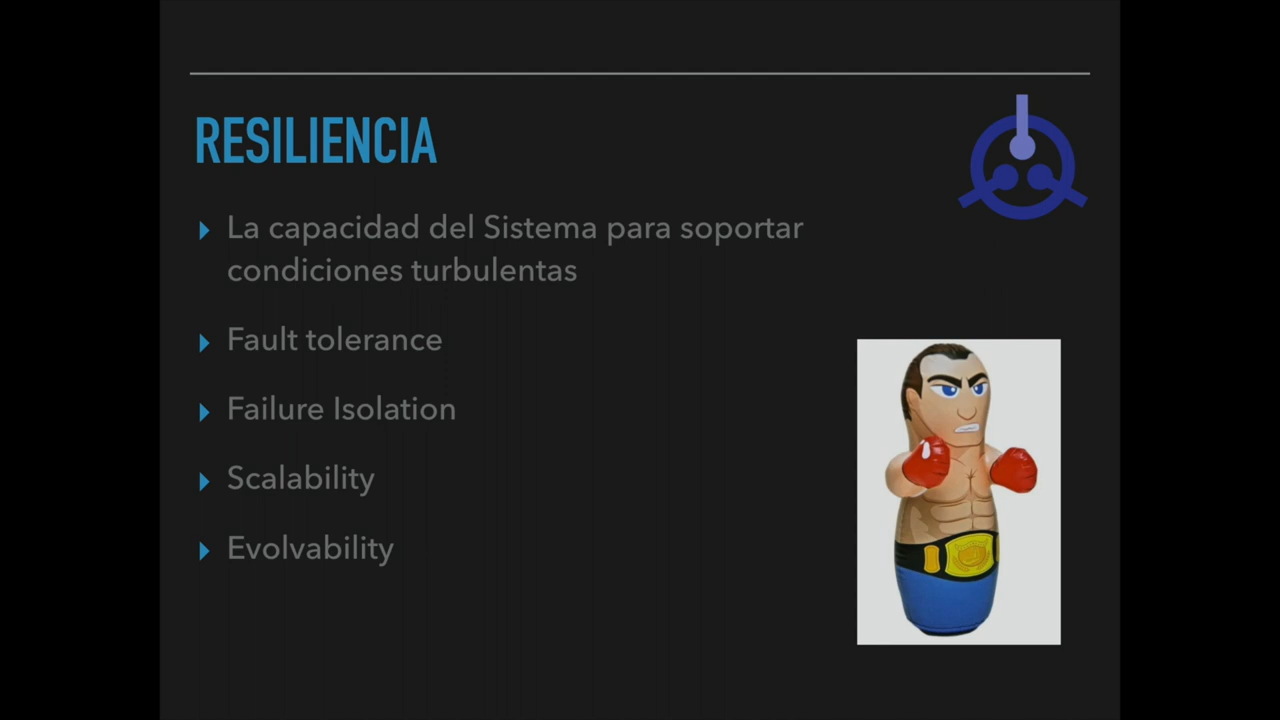 RESILIENCIA
La capacidad del Sistema para soportar
condiciones turbulentas
Fault tolerance
Failure Isolation
Scalability
Evolvability